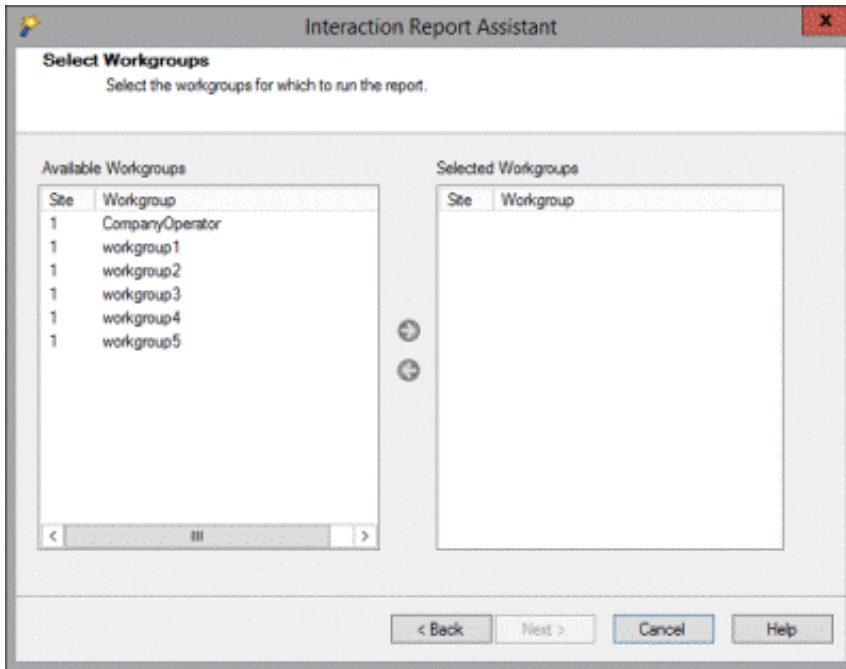 Interaction Report Assistant
x
Select Workgroups
Select the workgroups for which to run the report.
Available Workgroups
Selected Workgroups
Site Workgroup
Site Workgroup
1 CompanyOperator
1 workgroup1
1 workgroup2
1 workgroup3
1 workgroup4
1 workgroup5
< Back
Next >
Cancel
Help